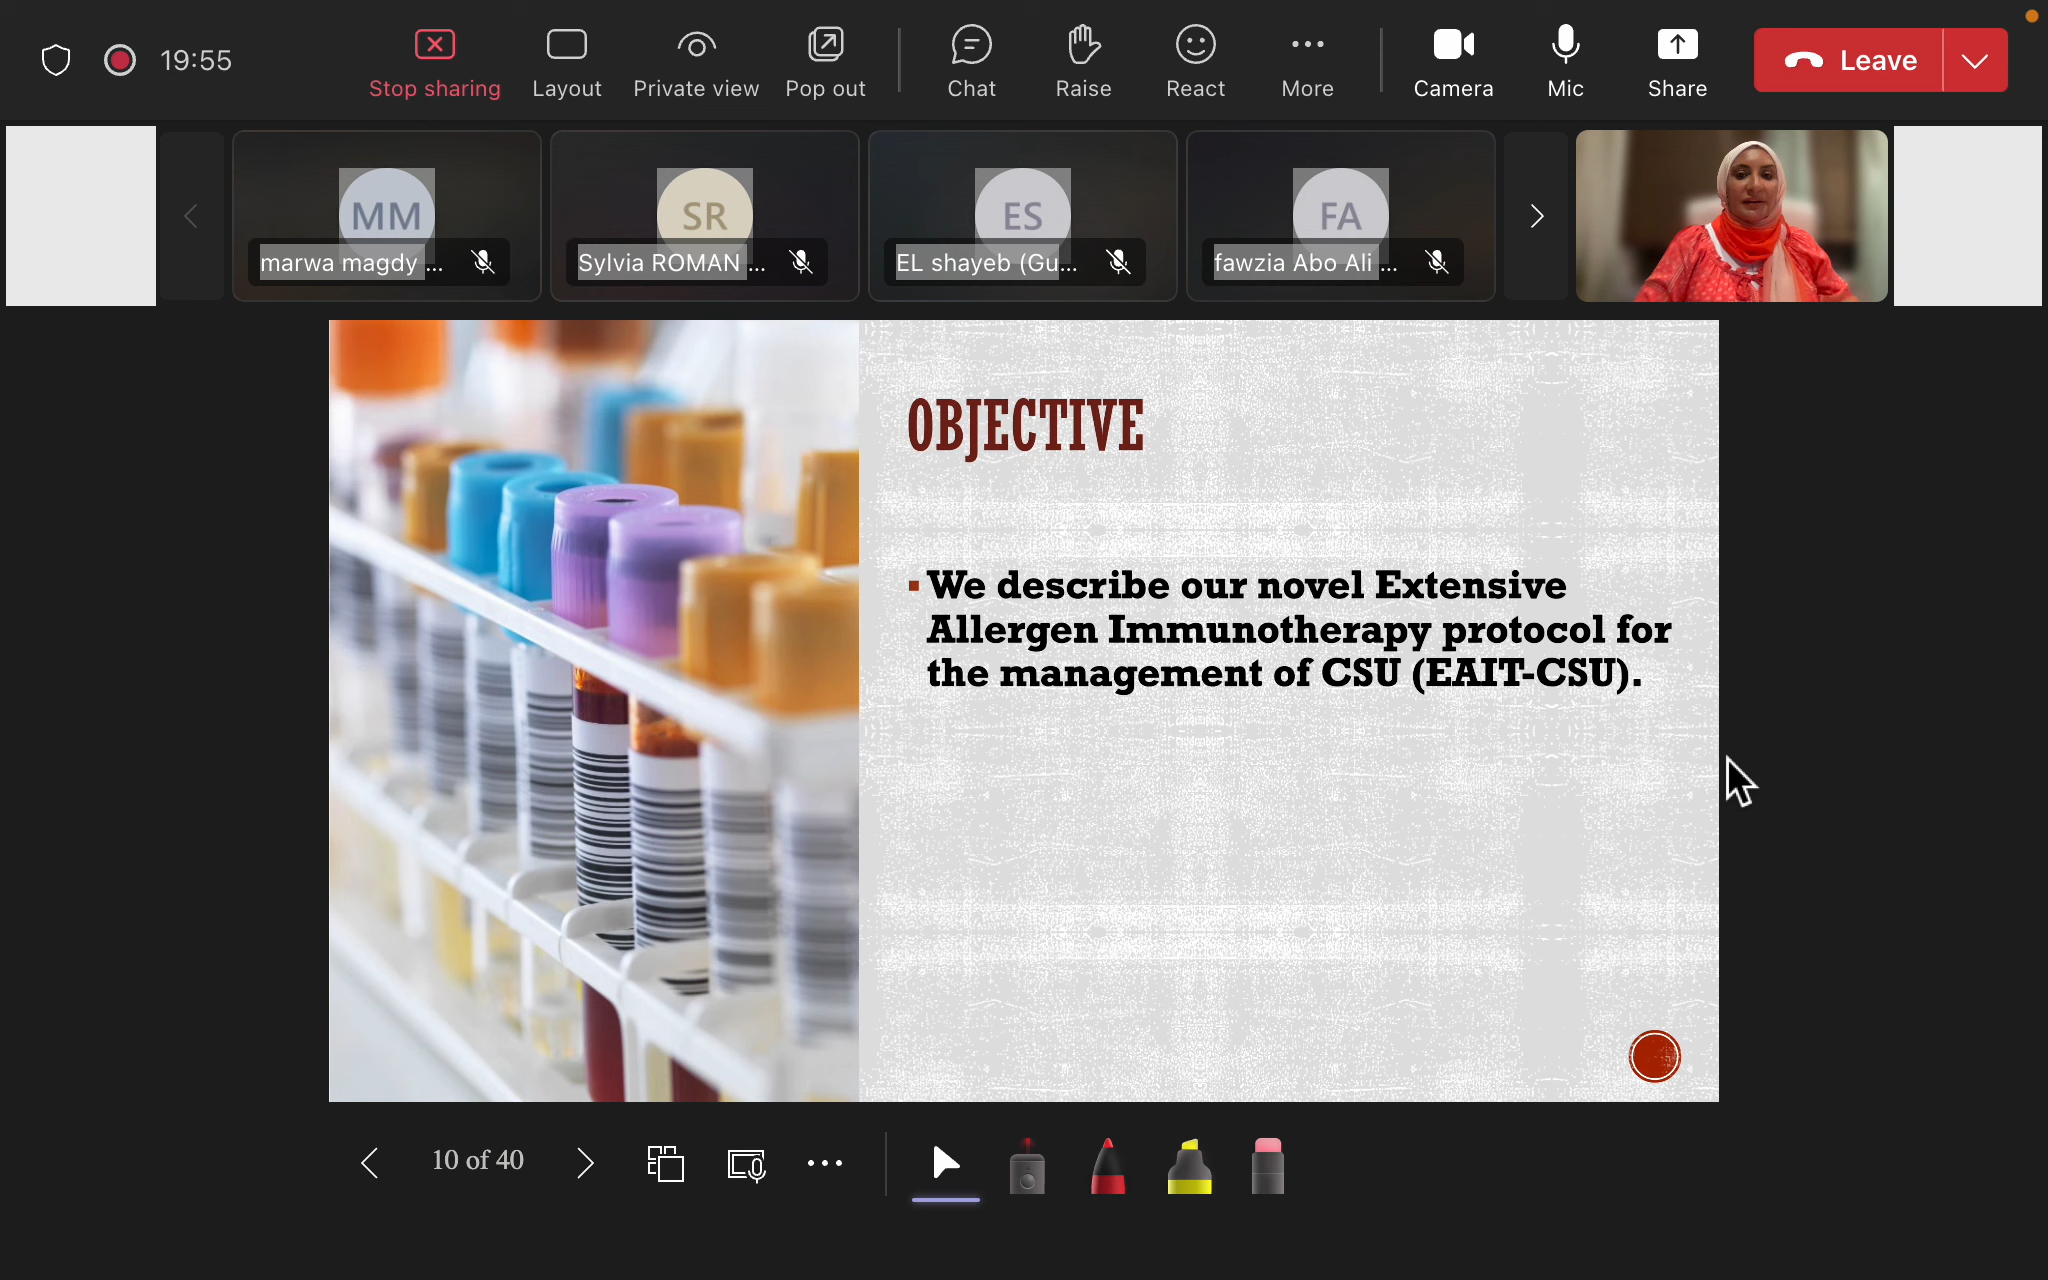 19:55
Stop sharing
Layout
Private view
Pop out
Chat
Raise
React
More
Camera
Mic
Share
Leave
MM
SR
ES
FA
marwa magdy ...
Sylvia ROMAN ...
EL shayeb (Gu...
fawzia Abo Ali ...
OBJECTIVE
We describe our novel Extensive
Allergen Immunotherapy protocol for
the management of CSU (EAIT-CSU).
10 of 40